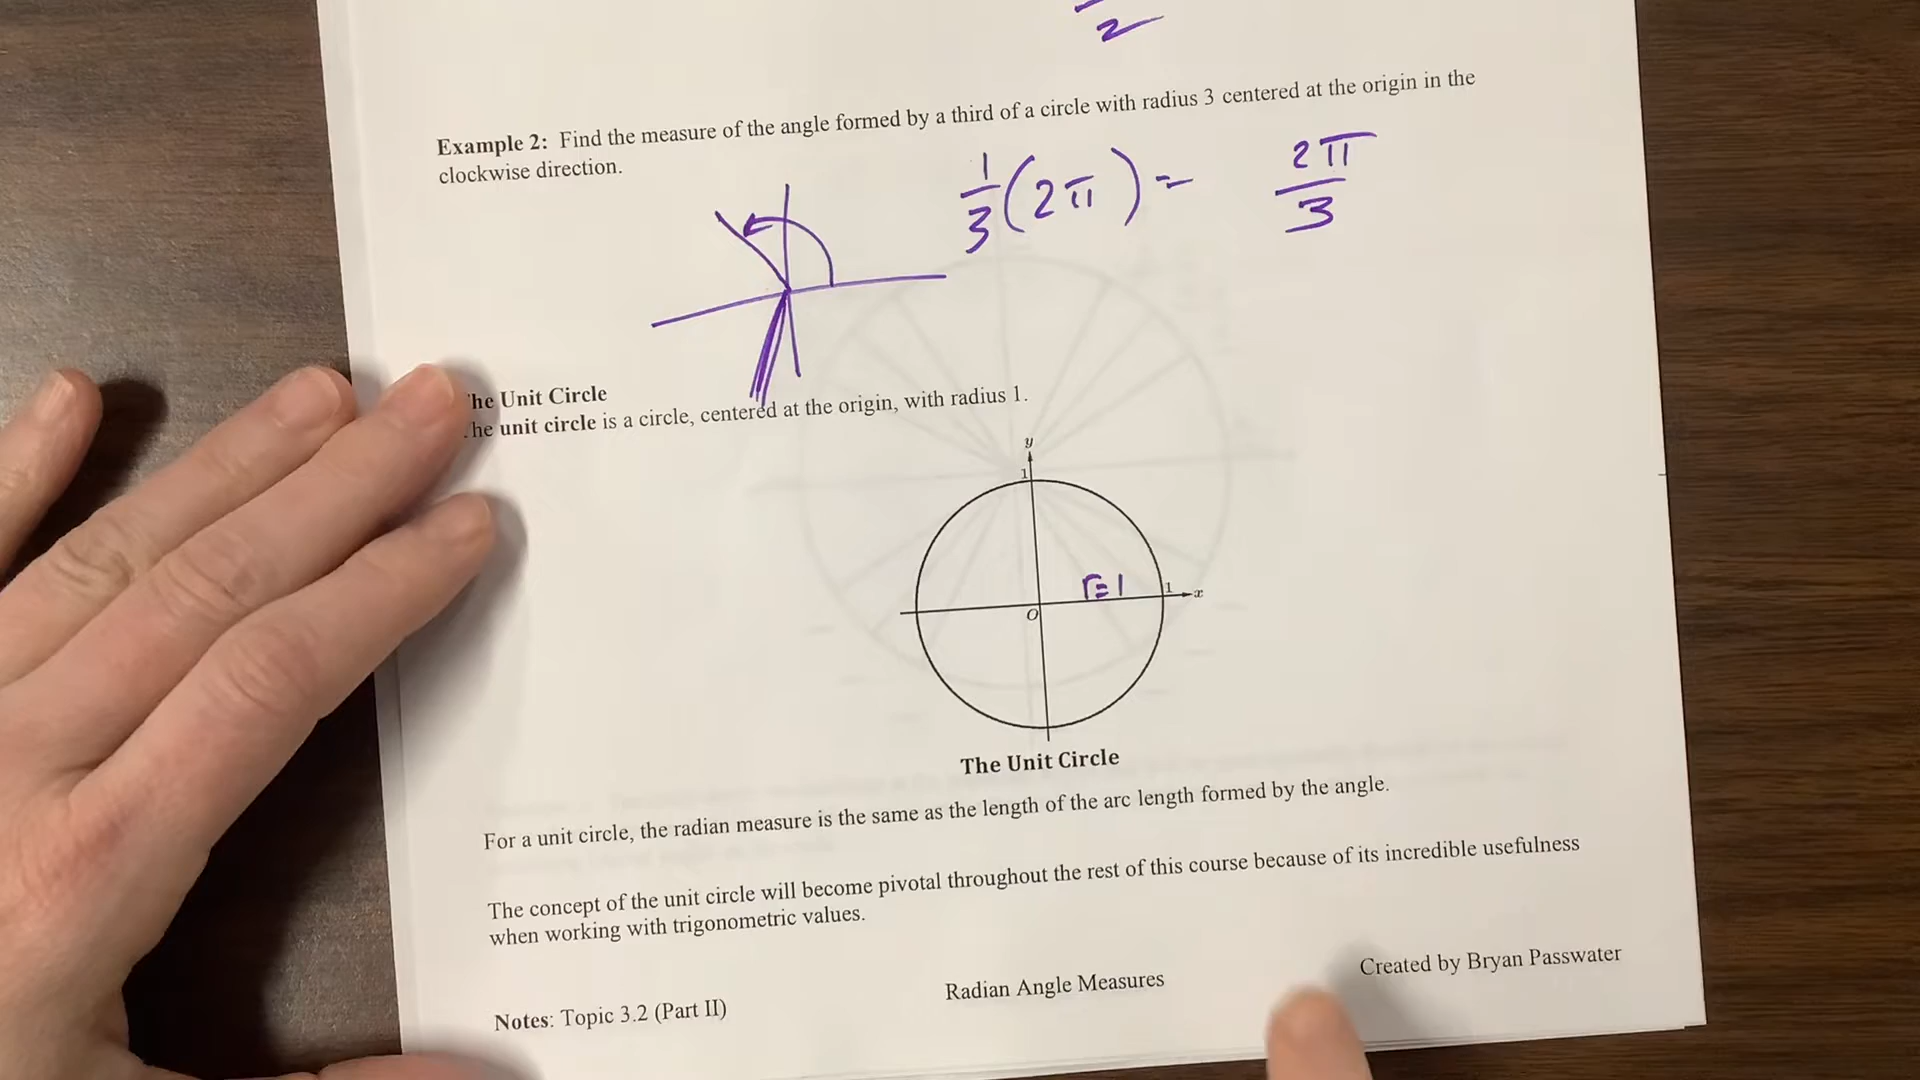 2
Example 2: Find the measure of the angle formed by a third of a circle with radius 3 centered at the origin in the
clockwise direction.
1/3 (2π) = 2π/3
he Unit Circle
he unit circle is a circle, centered at the origin, with radius 1.
y
1
r=1
1
x
O
The Unit Circle
For a unit circle, the radian measure is the same as the length of the arc length formed by the angle.
The concept of the unit circle will become pivotal throughout the rest of this course because of its incredible usefulness
when working with trigonometric values.
Notes: Topic 3.2 (Part II)
Radian Angle Measures
Created by Bryan Passwater